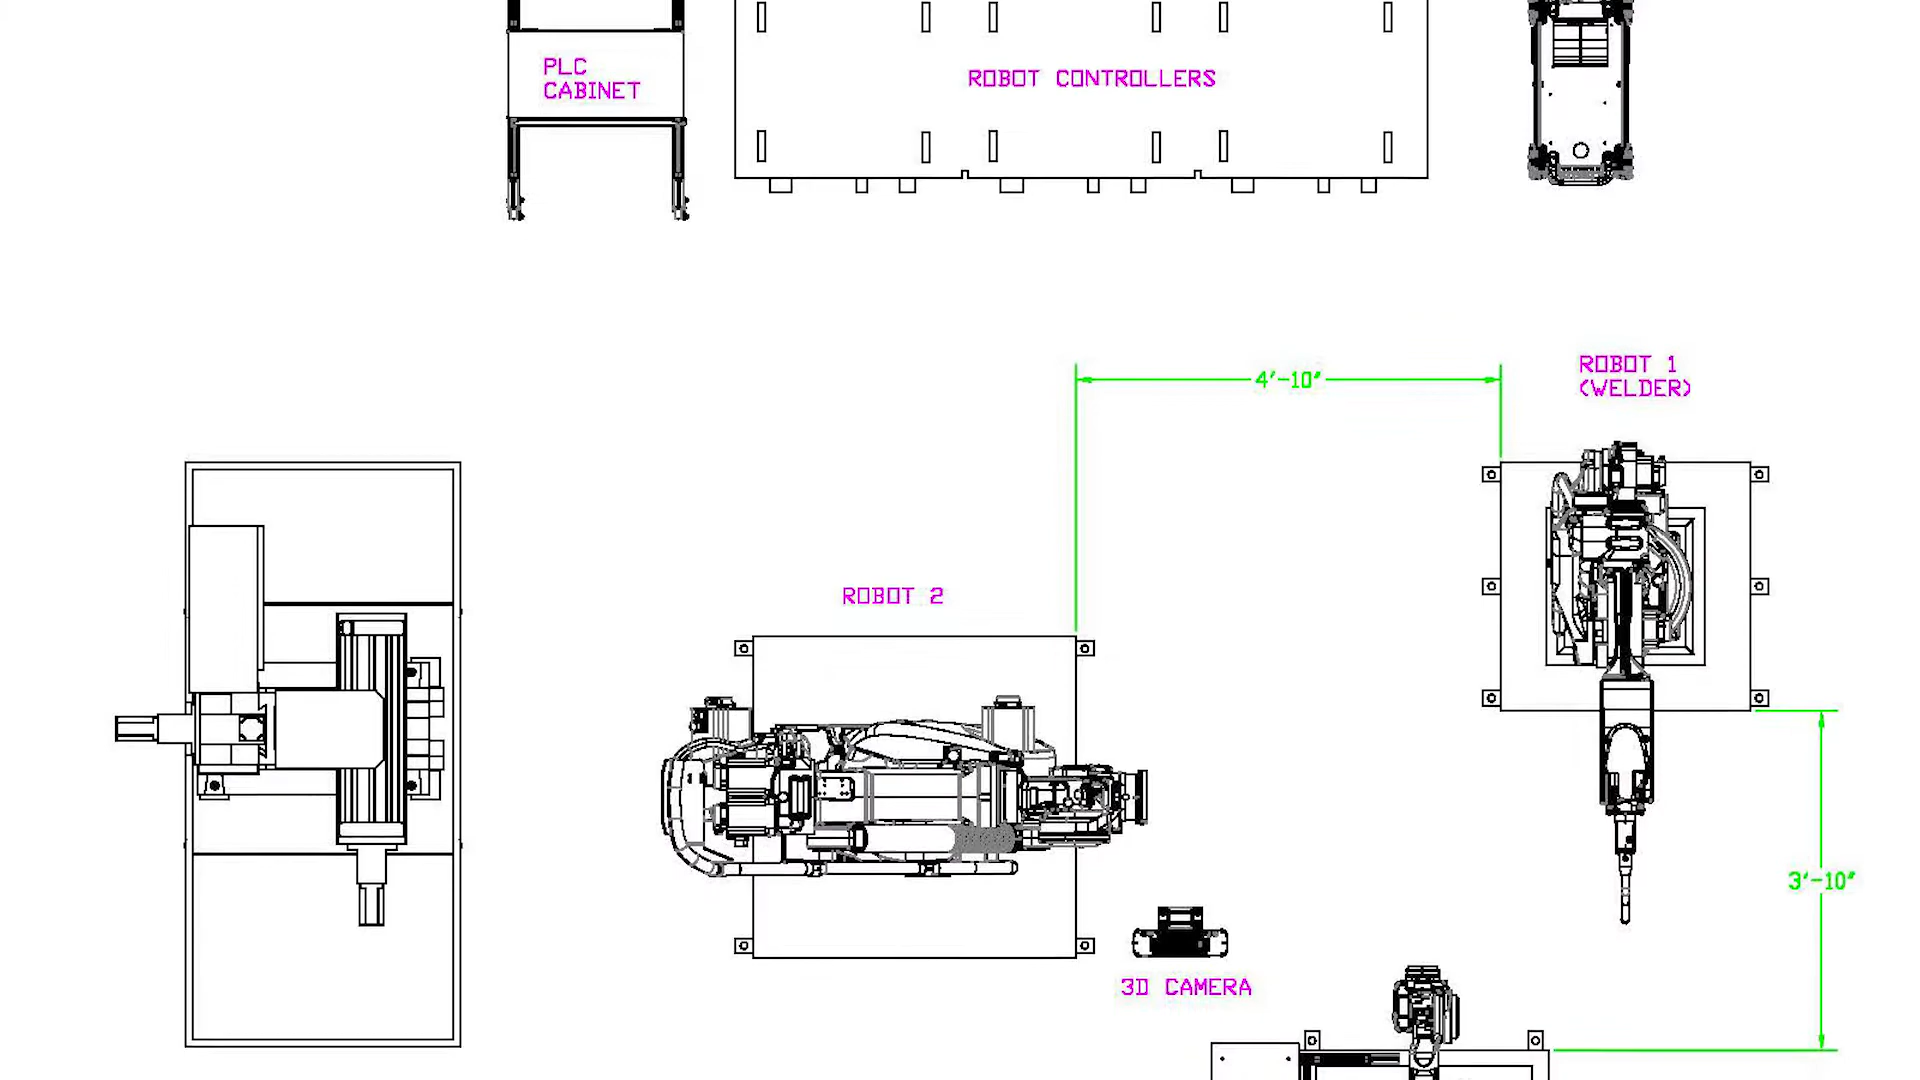 PLC
CABINET
ROBOT CONTROLLERS
ROBOT 1
(WELDER)
4'-10"
ROBOT 2
3'-10"
3D CAMERA